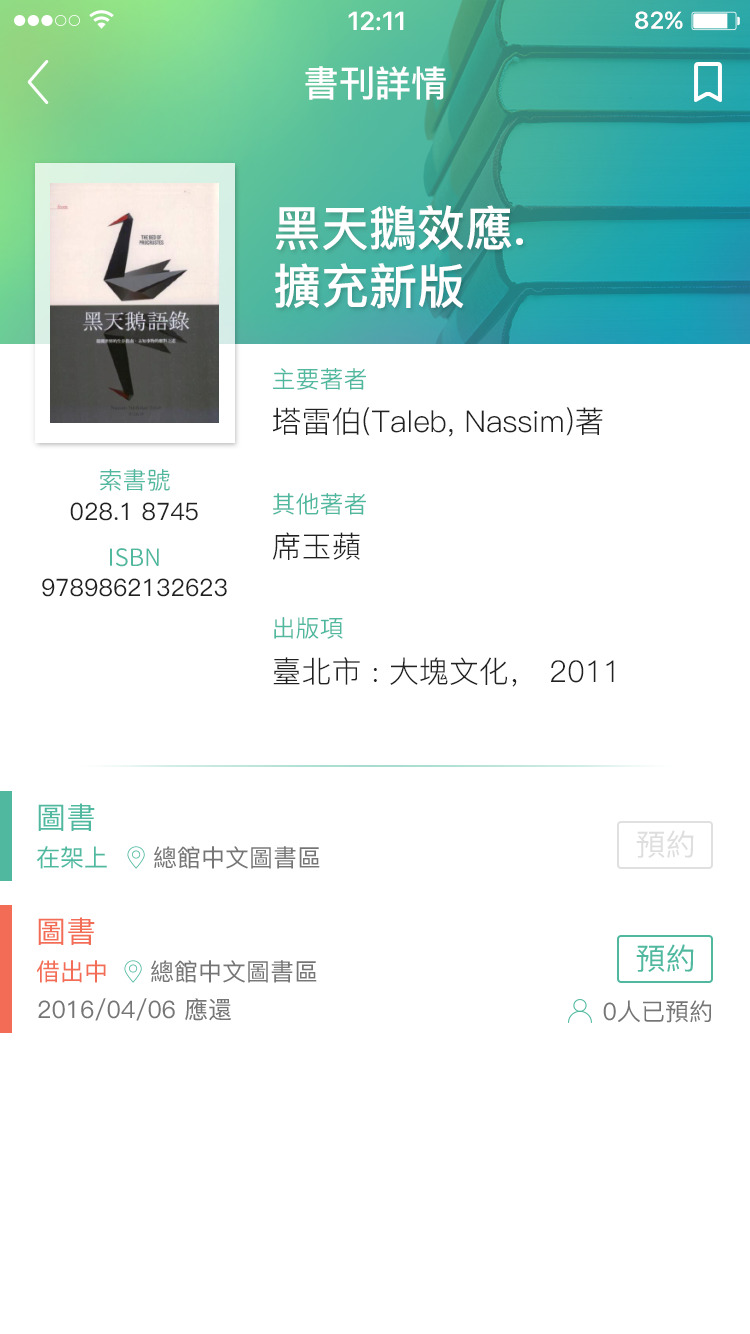 12:11
82%
書刊詳情
THE BED OF
PROCRUSTES
黑天鵝語錄
黑天鵝效應.
擴充新版
主要著者
塔雷伯(Taleb, Nassim)著
索書號
028.1 8745
其他著者
席玉蘋
ISBN
9789862132623
出版項
臺北市：大塊文化， 2011
圖書
在架上 總館中文圖書區
預約
圖書
借出中 總館中文圖書區
預約
2016/04/06 應還
0人已預約